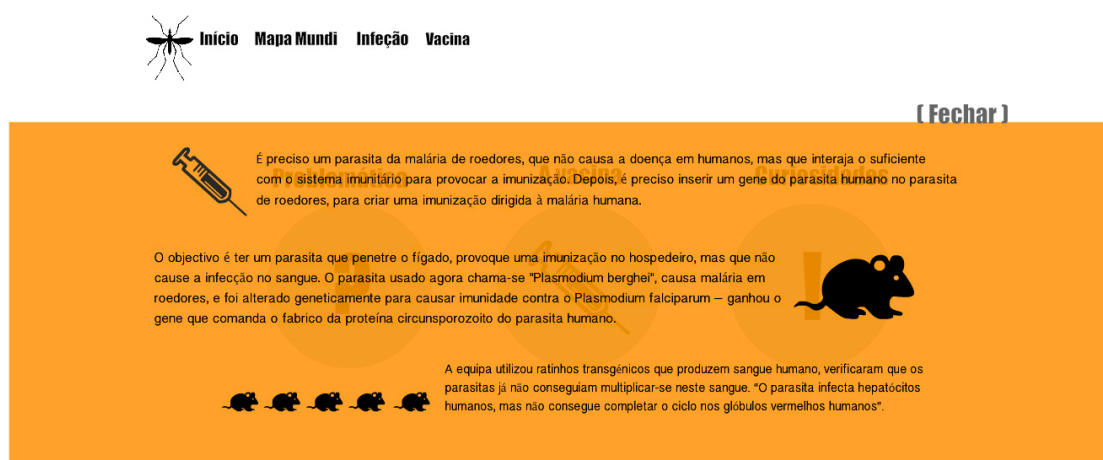 Início Mapa Mundi Infeção Vacina
( Fechar )
Problemática A vacina Curiosidades
É preciso um parasita da malária de roedores, que não causa a doença em humanos, mas que interaja o suficiente
com o sistema imunitário para provocar a imunização. Depois, é preciso inserir um gene do parasita humano no parasita
de roedores, para criar uma imunização dirigida à malária humana.
? !
O objectivo é ter um parasita que penetre o fígado, provoque uma imunização no hospedeiro, mas que não
cause a infecção no sangue. O parasita usado agora chama-se "Plasmodium berghei", causa malária em
roedores, e foi alterado geneticamente para causar imunidade contra o Plasmodium falciparum — ganhou o
gene que comanda o fabrico da proteína circunsporozoito do parasita humano.
A equipa utilizou ratinhos transgénicos que produzem sangue humano, verificaram que os
parasitas já não conseguiam multiplicar-se neste sangue. "O parasita infecta hepatócitos
humanos, mas não consegue completar o ciclo nos glóbulos vermelhos humanos".